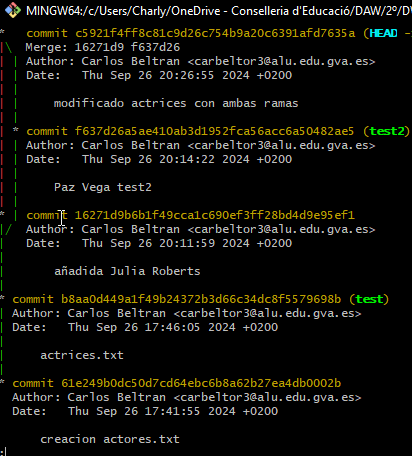 MINGW64:/c/Users/Charly/OneDrive - Conselleria d'Educació/DAW/2º/D
* commit c5921f4ff8c81c9d26c754b9a20c6391afd7635a (HEAD -
|\ Merge: 16271d9 f637d26
| | Author: Carlos Beltran <carbeltor3@alu.edu.gva.es>
| | Date: Thu Sep 26 20:26:55 2024 +0200
| |
| | modificado actrices con ambas ramas
| |
| * commit f637d26a5ae410ab3d1952fca56acc6a50482ae5 (test2)
| | Author: Carlos Beltran <carbeltor3@alu.edu.gva.es>
| | Date: Thu Sep 26 20:14:22 2024 +0200
| |
| | Paz Vega test2
| |
* | commit 16271d9b6b1f49cca1c690ef3ff28bd4d9e95ef1
|/ Author: Carlos Beltran <carbeltor3@alu.edu.gva.es>
| Date: Thu Sep 26 20:11:59 2024 +0200
|
| añadida Julia Roberts
|
* commit b8aa0d449a1f49b24372b3d66c34dc8f5579698b (test)
| Author: Carlos Beltran <carbeltor3@alu.edu.gva.es>
| Date: Thu Sep 26 17:46:05 2024 +0200
|
| actrices.txt
|
* commit 61e249b0dc50d7cd64ebc6b8a62b27ea4db0002b
| Author: Carlos Beltran <carbeltor3@alu.edu.gva.es>
| Date: Thu Sep 26 17:41:55 2024 +0200
|
| creacion actores.txt
: